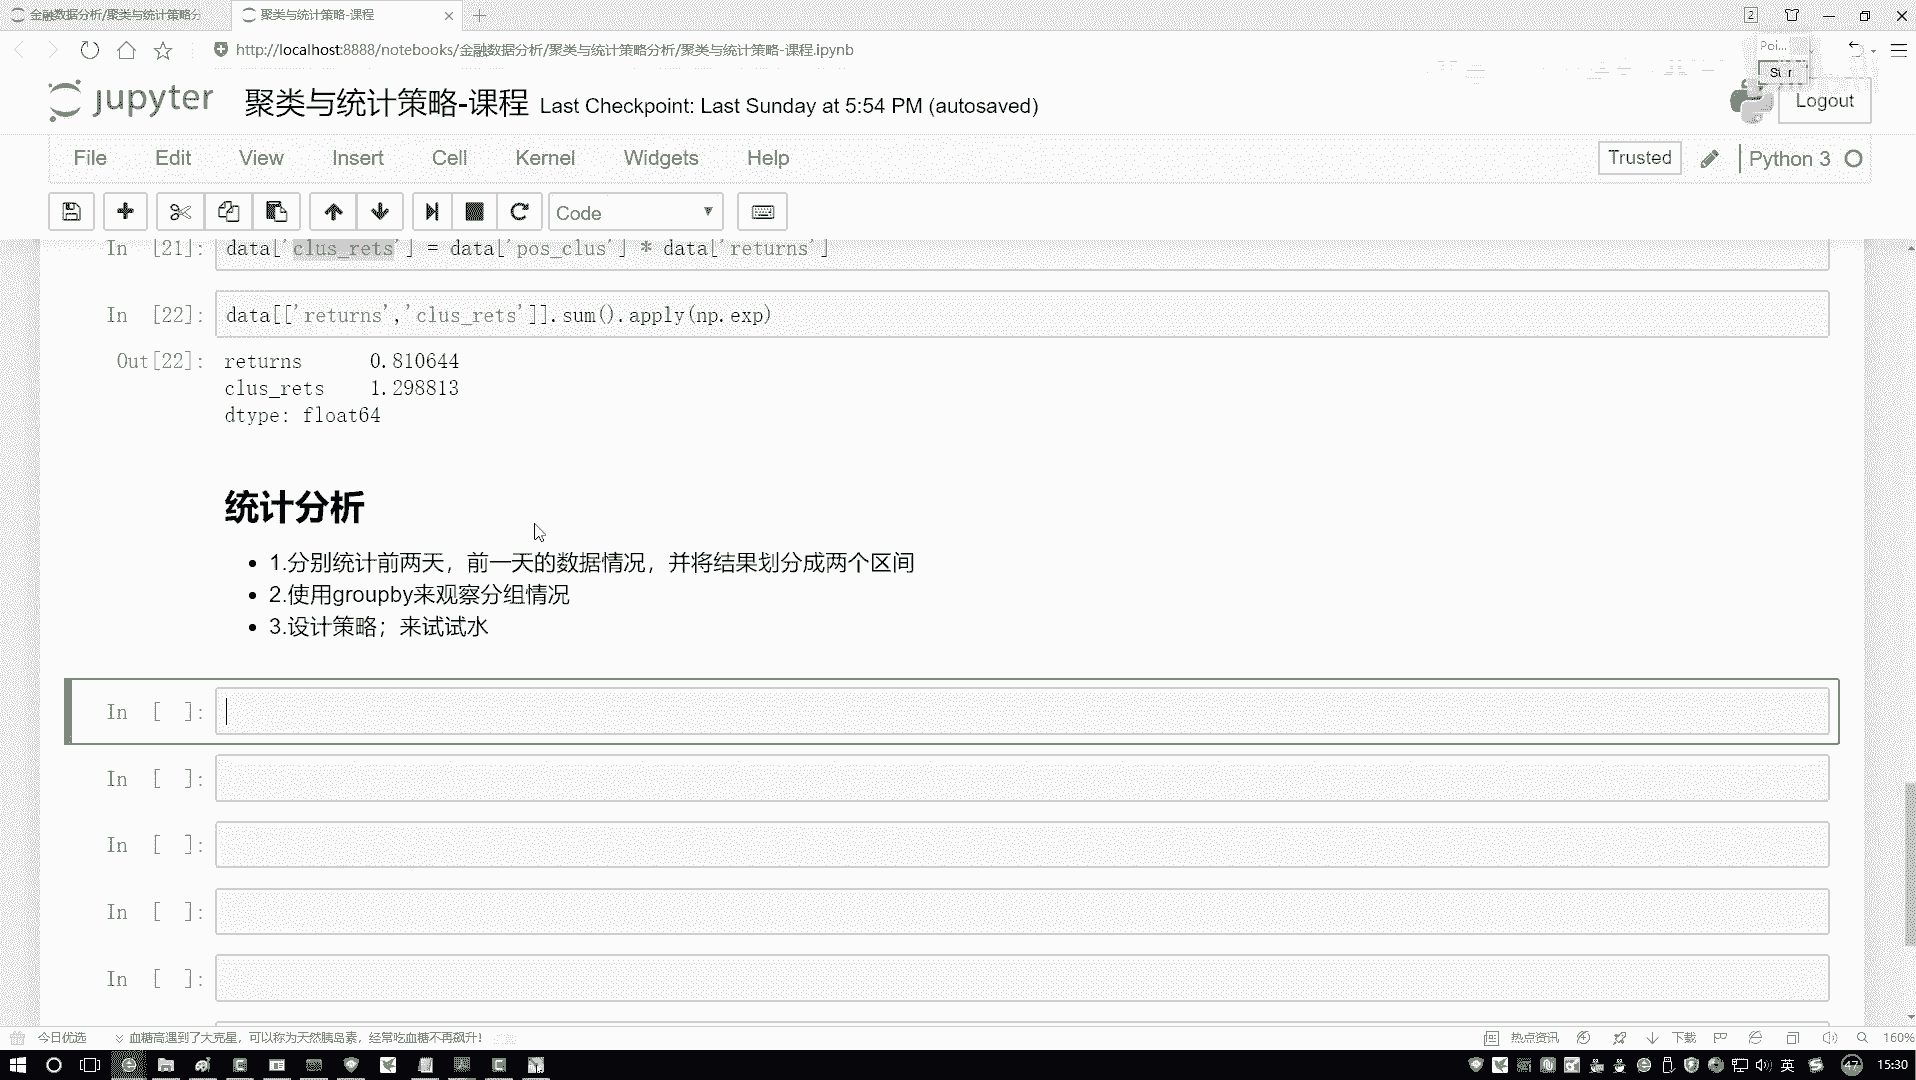 金融数据分析/聚类与统计策略分
聚类与统计策略-课程
2
http://localhost:8888/notebooks/金融数据分析/聚类与统计策略分析/聚类与统计策略-课程.ipynb
Poi...
jupyter
聚类与统计策略-课程
Last Checkpoint: Last Sunday at 5:54 PM (autosaved)
Logout
File Edit View Insert Cell Kernel Widgets Help
Trusted
Python 3
Code
In [21]: data['clus_rets'] = data['pos_clus'] * data['returns']
In [22]: data[['returns','clus_rets']].sum().apply(np.exp)
Out[22]: returns 0.810644
clus_rets 1.298813
dtype: float64
统计分析
1.分别统计前两天，前一天的数据情况，并将结果划分成两个区间
2.使用groupby来观察分组情况
3.设计策略；来试试水
In [ ]:
In [ ]:
In [ ]:
In [ ]:
In [ ]:
今日优选
血糖高遇到了大克星，可以称为天然胰岛素，经常吃血糖不再飙升！
热点资讯
下载
160%
英
47
15:30